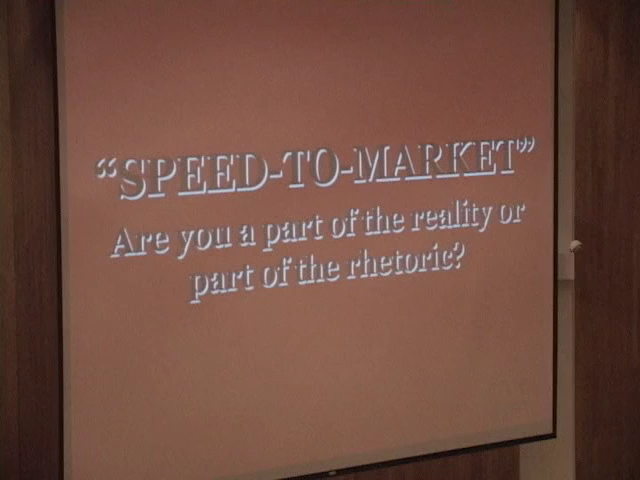 “SPEED-TO-MARKET”
Are you a part of the reality or
part of the rhetoric?